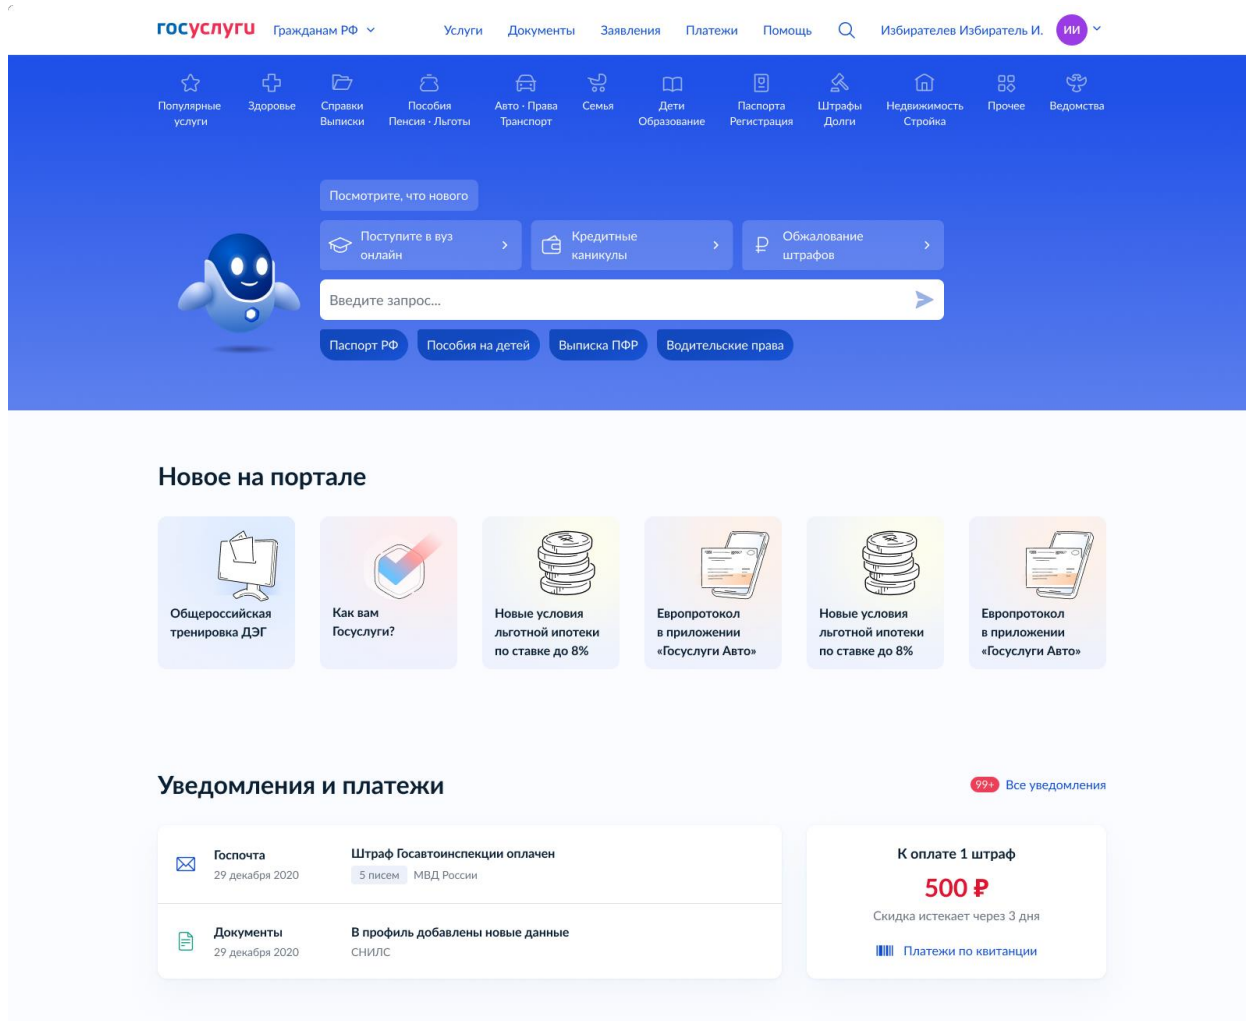 госуслуги Гражданам РФ Услуги Документы Заявления Платежи Помощь Избирателев Избиратель И. ИИ
Популярные услуги
Здоровье
Справки Выписки
Пособия Пенсия · Льготы
Авто · Права Транспорт
Семья
Дети Образование
Паспорта Регистрация
Штрафы Долги
Недвижимость Стройка
Прочее
Ведомства
Посмотрите, что нового
Поступите в вуз
онлайн
Кредитные
каникулы
Обжалование
штрафов
Введите запрос...
Паспорт РФ
Пособия на детей
Выписка ПФР
Водительские права
Новое на портале
Общероссийская
тренировка ДЭГ
Как вам
Госуслуги?
Новые условия
льготной ипотеки
по ставке до 8%
Европротокол
в приложении
«Госуслуги Авто»
Новые условия
льготной ипотеки
по ставке до 8%
Европротокол
в приложении
«Госуслуги Авто»
Уведомления и платежи
99+ Все уведомления
Госпочта
29 декабря 2020
Штраф Госавтоинспекции оплачен
5 писем МВД России
Документы
29 декабря 2020
В профиль добавлены новые данные
СНИЛС
К оплате 1 штраф
500 ₽
Скидка истекает через 3 дня
Платежи по квитанции